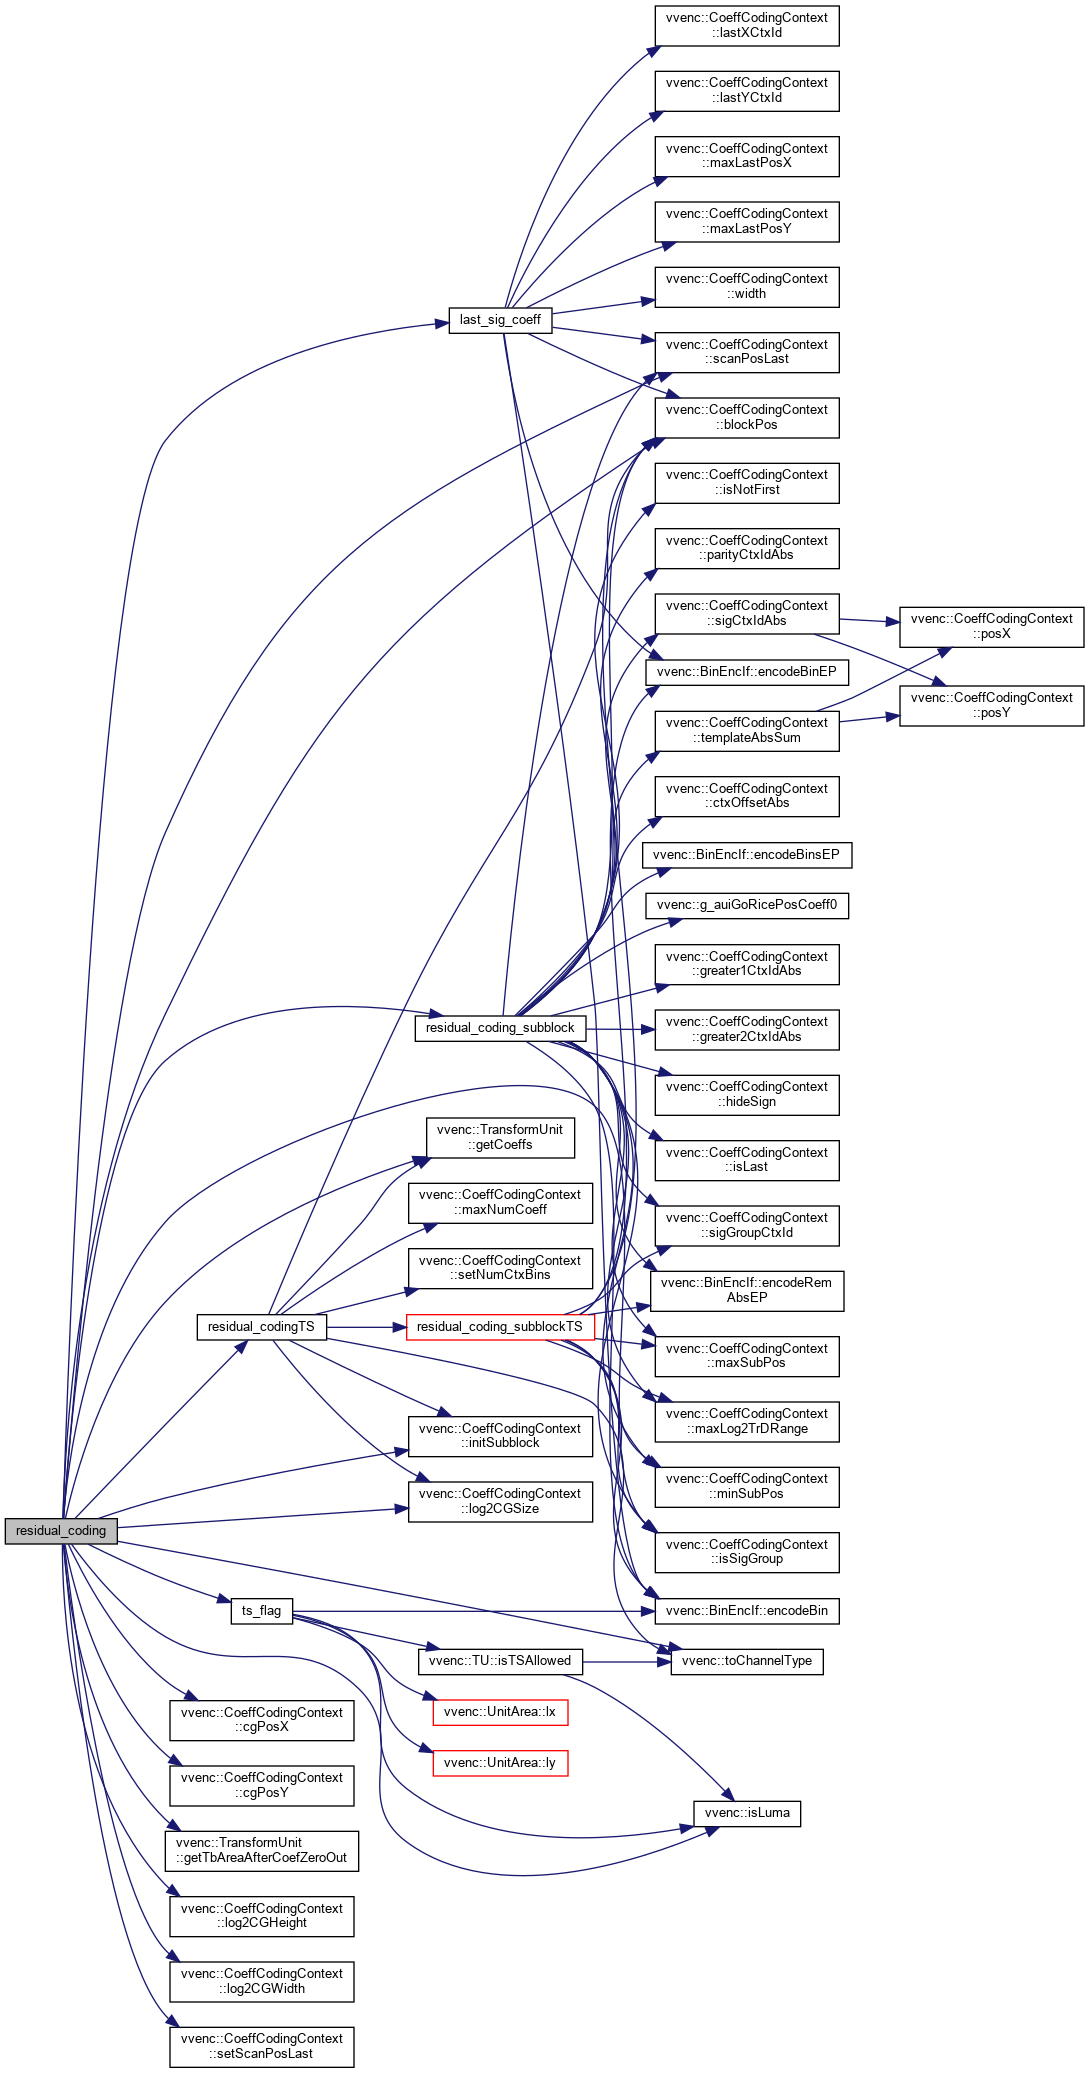 vvenc::CoeffCodingContext
::lastXCtxId
vvenc::CoeffCodingContext
::lastYCtxId
vvenc::CoeffCodingContext
::maxLastPosX
vvenc::CoeffCodingContext
::maxLastPosY
vvenc::CoeffCodingContext
::width
last_sig_coeff
vvenc::CoeffCodingContext
::scanPosLast
vvenc::CoeffCodingContext
::blockPos
vvenc::CoeffCodingContext
::isNotFirst
vvenc::CoeffCodingContext
::parityCtxIdAbs
vvenc::CoeffCodingContext
::sigCtxIdAbs
vvenc::CoeffCodingContext
::posX
vvenc::BinEncIf::encodeBinEP
vvenc::CoeffCodingContext
::posY
vvenc::CoeffCodingContext
::templateAbsSum
vvenc::CoeffCodingContext
::ctxOffsetAbs
vvenc::BinEncIf::encodeBinsEP
vvenc::g_auiGoRicePosCoeff0
vvenc::CoeffCodingContext
::greater1CtxIdAbs
residual_coding_subblock
vvenc::CoeffCodingContext
::greater2CtxIdAbs
vvenc::CoeffCodingContext
::hideSign
vvenc::TransformUnit
::getCoeffs
vvenc::CoeffCodingContext
::isLast
vvenc::CoeffCodingContext
::maxNumCoeff
vvenc::CoeffCodingContext
::sigGroupCtxId
vvenc::CoeffCodingContext
::setNumCtxBins
vvenc::BinEncIf::encodeRem
AbsEP
residual_codingTS
residual_coding_subblockTS
vvenc::CoeffCodingContext
::maxSubPos
vvenc::CoeffCodingContext
::maxLog2TrDRange
vvenc::CoeffCodingContext
::initSubblock
vvenc::CoeffCodingContext
::minSubPos
vvenc::CoeffCodingContext
::log2CGSize
residual_coding
vvenc::CoeffCodingContext
::isSigGroup
ts_flag
vvenc::BinEncIf::encodeBin
vvenc::TU::isTSAllowed
vvenc::toChannelType
vvenc::UnitArea::lx
vvenc::CoeffCodingContext
::cgPosX
vvenc::UnitArea::ly
vvenc::CoeffCodingContext
::cgPosY
vvenc::isLuma
vvenc::TransformUnit
::getTbAreaAfterCoefZeroOut
vvenc::CoeffCodingContext
::log2CGHeight
vvenc::CoeffCodingContext
::log2CGWidth
vvenc::CoeffCodingContext
::setScanPosLast